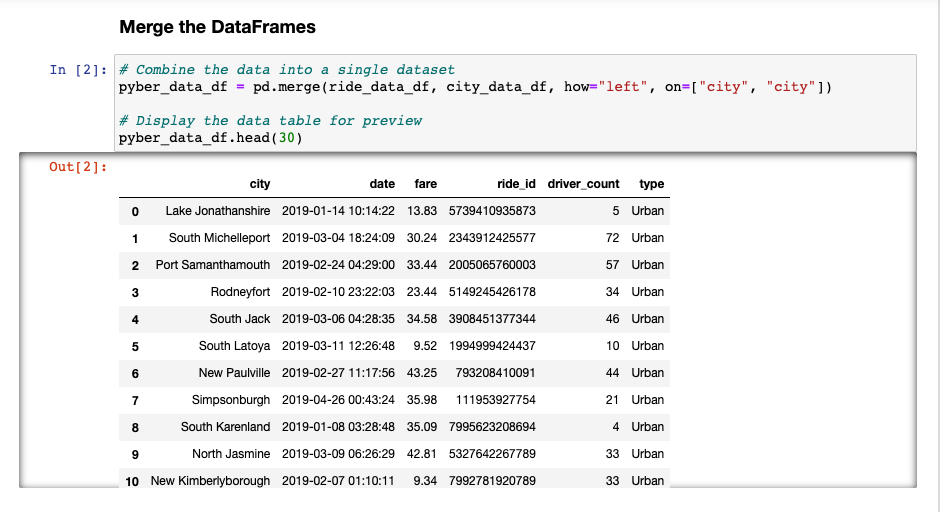 Merge the DataFrames
In [2]: # Combine the data into a single dataset
pyber_data_df = pd.merge(ride_data_df, city_data_df, how="left", on=["city", "city"])
# Display the data table for preview
pyber_data_df.head(30)
Out[2]:
city date fare ride_id driver_count type
0 Lake Jonathanshire 2019-01-14 10:14:22 13.83 5739410935873 5 Urban
1 South Michelleport 2019-03-04 18:24:09 30.24 2343912425577 72 Urban
2 Port Samanthamouth 2019-02-24 04:29:00 33.44 2005065760003 57 Urban
3 Rodneyfort 2019-02-10 23:22:03 23.44 5149245426178 34 Urban
4 South Jack 2019-03-06 04:28:35 34.58 3908451377344 46 Urban
5 South Latoya 2019-03-11 12:26:48 9.52 1994999424437 10 Urban
6 New Paulville 2019-02-27 11:17:56 43.25 793208410091 44 Urban
7 Simpsonburgh 2019-04-26 00:43:24 35.98 111953927754 21 Urban
8 South Karenland 2019-01-08 03:28:48 35.09 7995623208694 4 Urban
9 North Jasmine 2019-03-09 06:26:29 42.81 5327642267789 33 Urban
10 New Kimberlyborough 2019-02-07 01:10:11 9.34 7992781920789 33 Urban